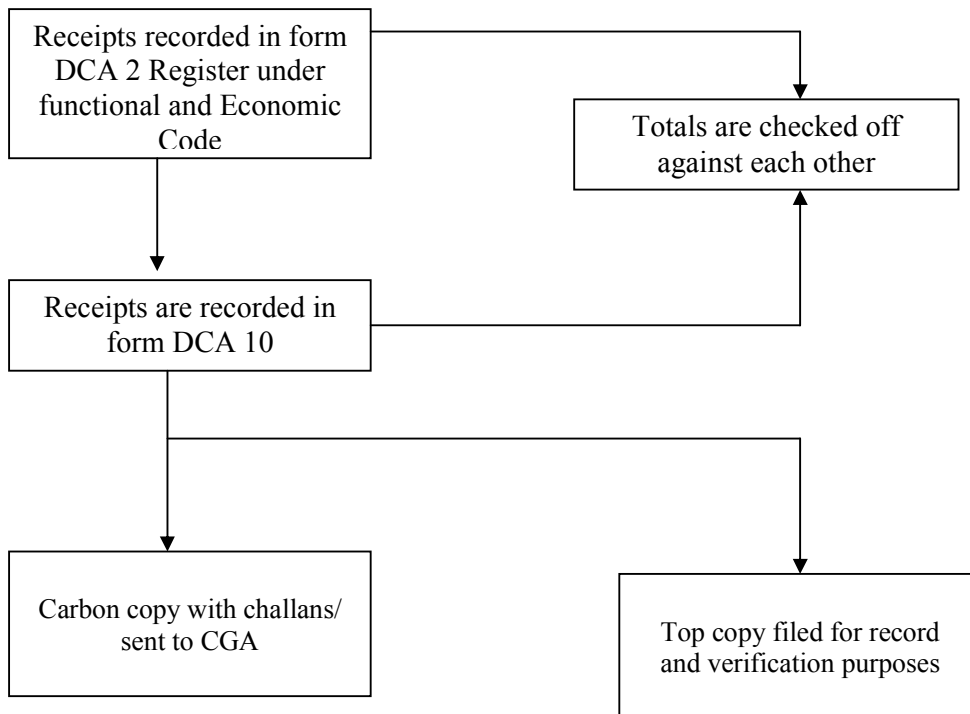 Receipts recorded in form
DCA 2 Register under
functional and Economic
Code
Totals are checked off
against each other
Receipts are recorded in
form DCA 10
Carbon copy with challans/
sent to CGA
Top copy filed for record
and verification purposes